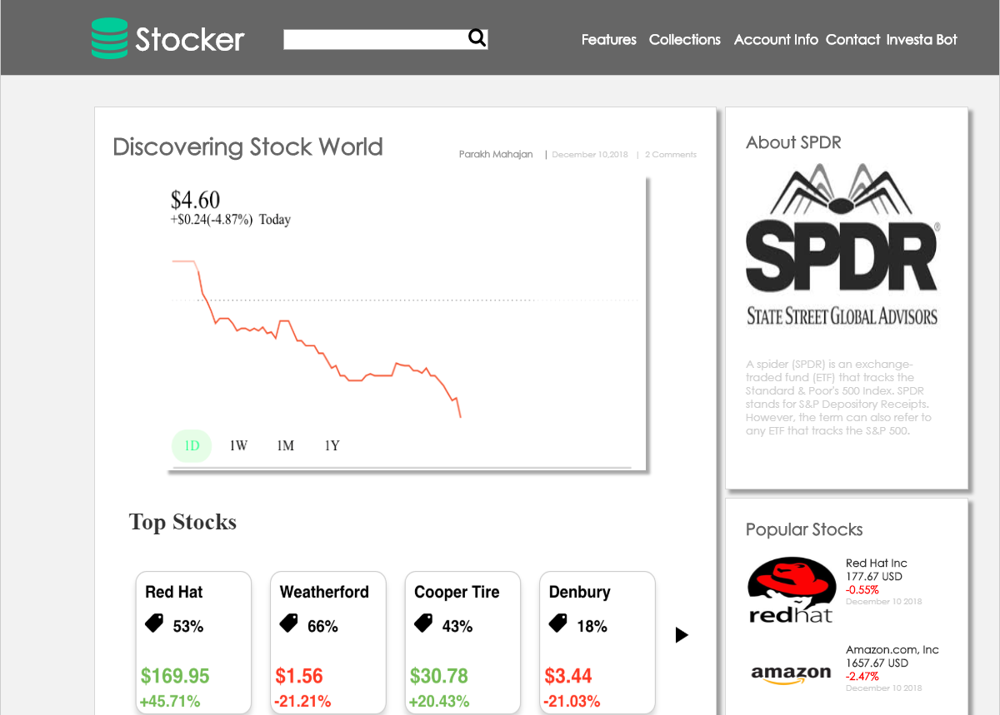 Stocker
Features Collections Account Info Contact Investa Bot
Discovering Stock World
Parakh Mahajan | December 10,2018 | 2 Comments
$4.60
+$0.24(-4.87%) Today
1D 1W 1M 1Y
Top Stocks
Red Hat
53%
$169.95
+45.71%
Weatherford
66%
$1.56
-21.21%
Cooper Tire
43%
$30.78
+20.43%
Denbury
18%
$3.44
-21.03%
About SPDR
SPDR®
STATE STREET GLOBAL ADVISORS
A spider (SPDR) is an exchange-
traded fund (ETF) that tracks the
Standard & Poor's 500 Index. SPDR
stands for S&P Depository Receipts.
However, the term can also refer to
any ETF that tracks the S&P 500.
Popular Stocks
redhat
Red Hat Inc
177.67 USD
-0.55%
December 10 2018
amazon
Amazon.com, Inc
1657.67 USD
-2.47%
December 10 2018